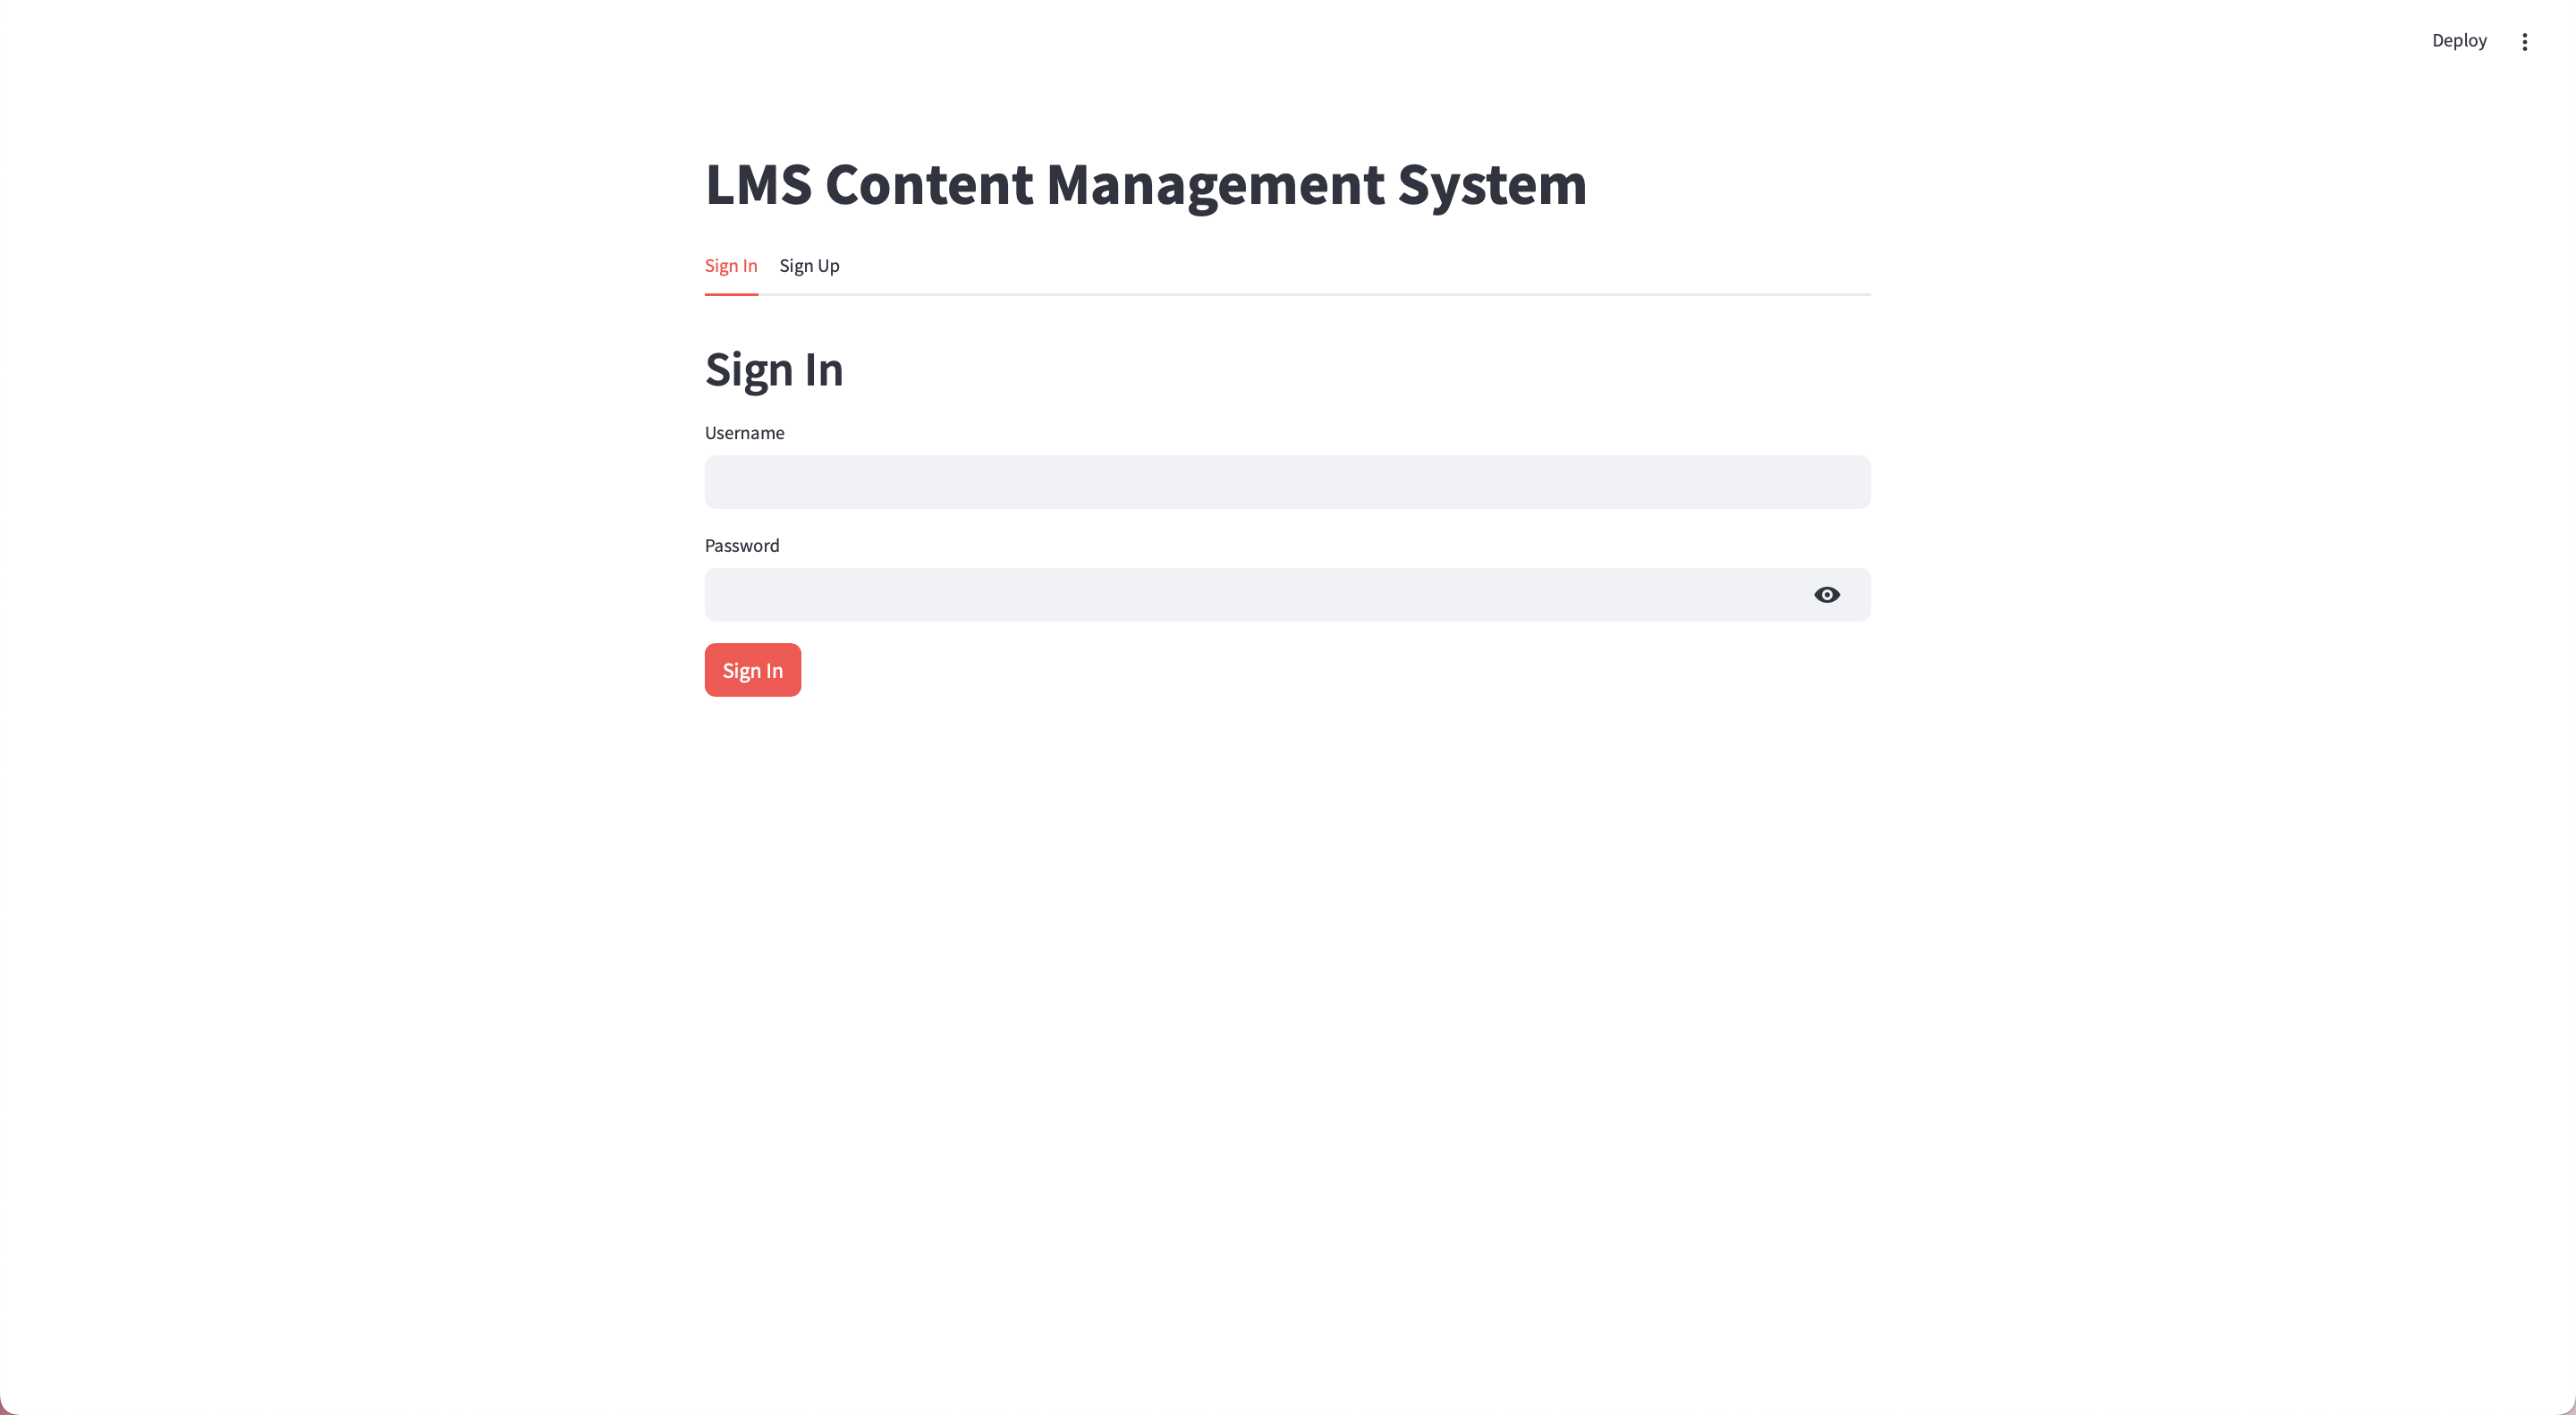 Deploy
LMS Content Management System
Sign In Sign Up
Sign In
Username
Password
Sign In